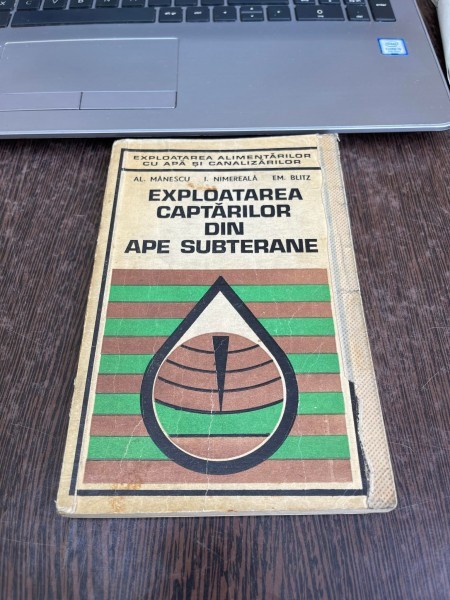 EXPLOATAREA ALIMENTĂRILOR
CU APĂ ȘI CANALIZĂRILOR
AL. MĂNESCU I. NIMEREALĂ EM. BLITZ
EXPLOATAREA
CAPTĂRILOR
DIN
APE SUBTERANE